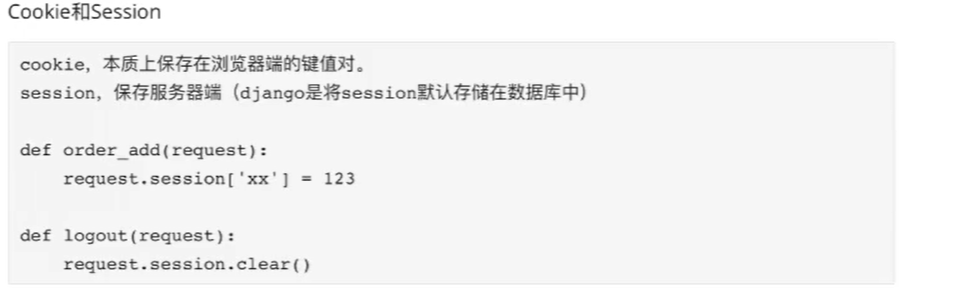 Cookie和Session
cookie，本质上保存在浏览器端的键值对。
session，保存服务器端（django是将session默认存储在数据库中）
def order_add(request):
    request.session['xx'] = 123
def logout(request):
    request.session.clear()